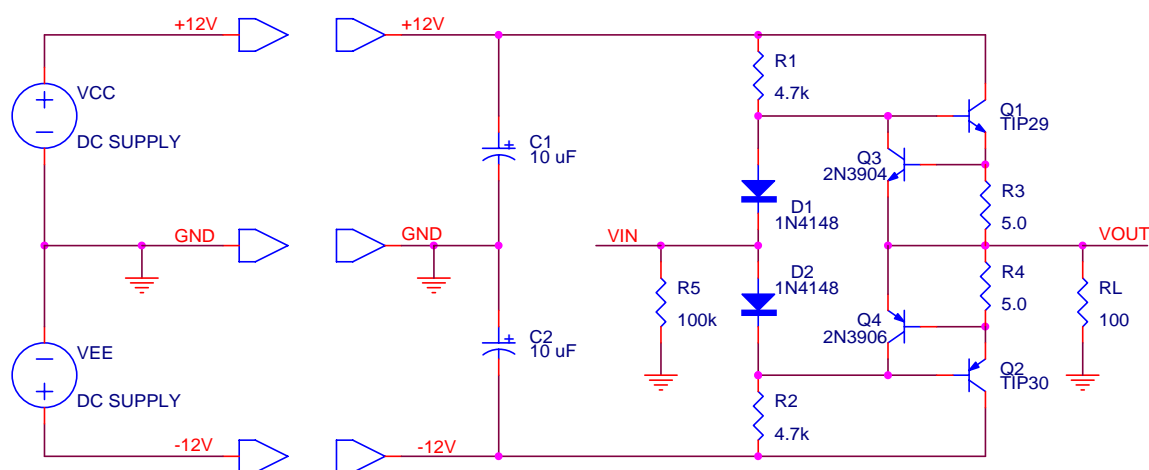 +12V
+12V
VCC
DC SUPPLY
R1
4.7k
Q1
TIP29
C1
10 uF
Q3
2N3904
D1
1N4148
R3
5.0
GND
GND
VIN
VOUT
R5
100k
D2
1N4148
R4
5.0
RL
100
Q4
2N3906
C2
10 uF
VEE
DC SUPPLY
Q2
TIP30
R2
4.7k
-12V
-12V